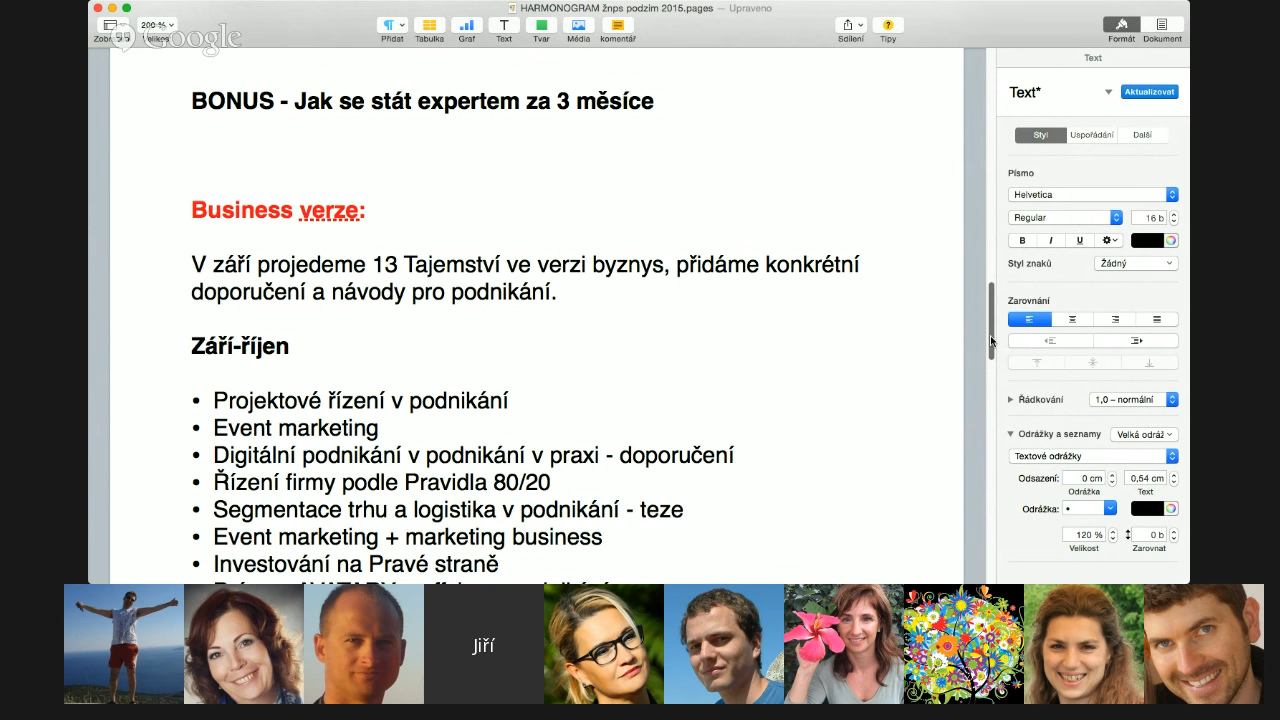 HARMONOGRAM žnps podzim 2015.pages — Upraveno
200 %
Velikost
Přidat
Tabulka
Graf
Text
Tvar
Média
komentář
Sdílení
Tipy
Formát
Dokument
Google
BONUS - Jak se stát expertem za 3 měsíce
Business verze:
V září projedeme 13 Tajemství ve verzi byznys, přidáme konkrétní
doporučení a návody pro podnikání.
Září-říjen
• Projektové řízení v podnikání
• Event marketing
• Digitální podnikání v podnikání v praxi - doporučení
• Řízení firmy podle Pravidla 80/20
• Segmentace trhu a logistika v podnikání - teze
• Event marketing + marketing business
• Investování na Pravé straně
Text
Text*
Aktualizovat
Styl
Uspořádání
Další
Písmo
Helvetica
Regular
16 b
B I U
Styl znaků
Žádný
Zarovnání
Řádkování
1,0 – normální
Odrážky a seznamy
Velká odráž
Textové odrážky
Odsazení:
0 cm
0,54 cm
Odrážka
Text
Odrážka:
•
120 %
0 b
Velikost
Zarovnat
Jiří